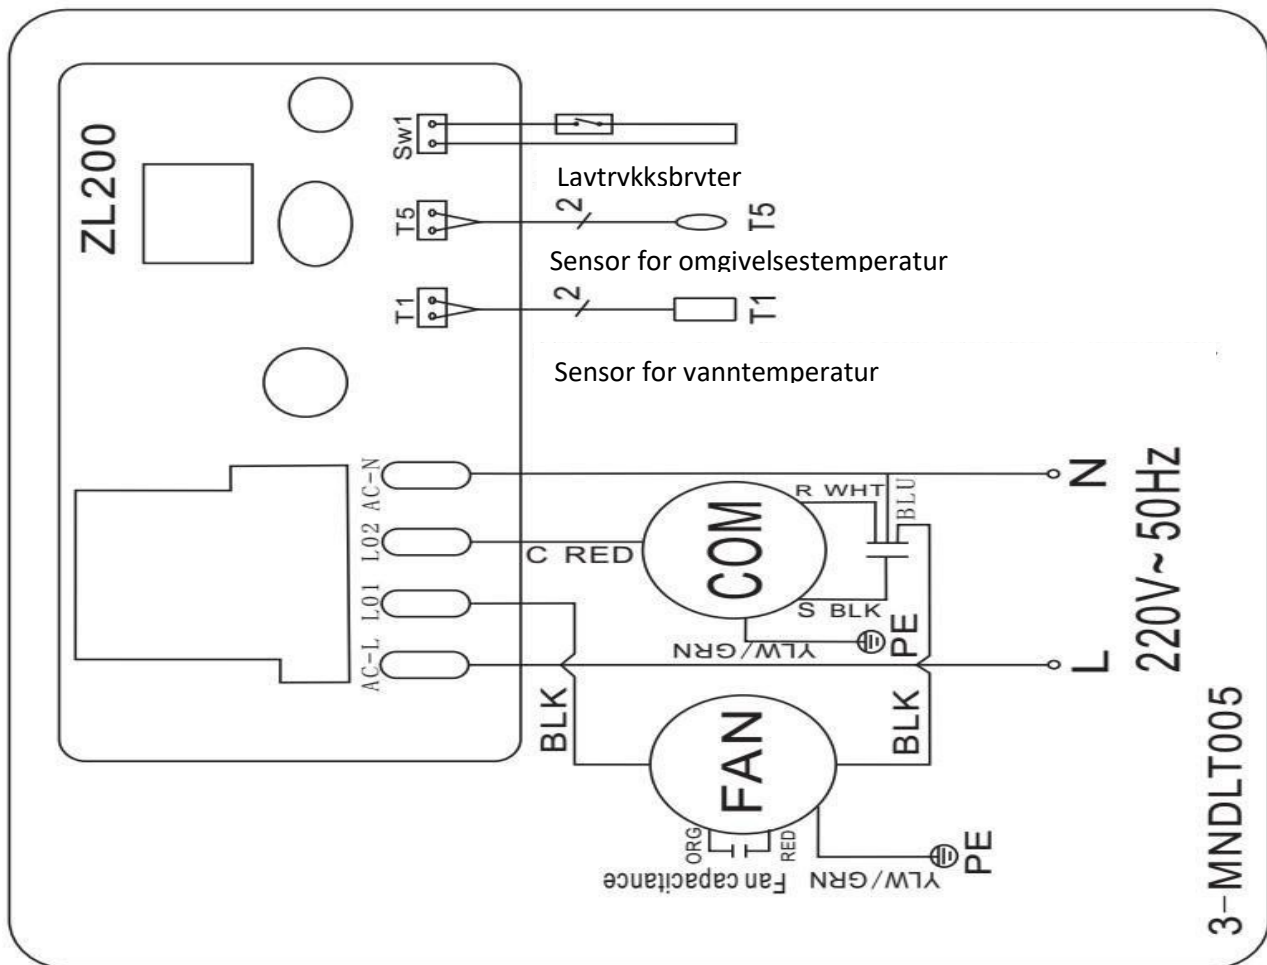 ZL200
Sw1
Lavtrykksbryter
T5
2
T5
Sensor for omgivelsestemperatur
T1
2
T1
Sensor for vanntemperatur
AC-N
N
R WHT
BLU
L02
C RED
COM
S BLK
220V~ 50Hz
L01
YLW/GRN
PE
AC-L
L
BLK
BLK
FAN
ORG
RED
Fan capacitance
YLW/GRN
PE
3-MNDLT005